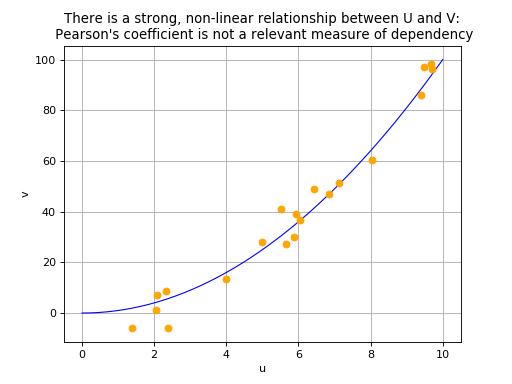 There is a strong, non-linear relationship between U and V:
Pearson's coefficient is not a relevant measure of dependency
100
80
60
40
20
0
v
0 2 4 6 8 10
u